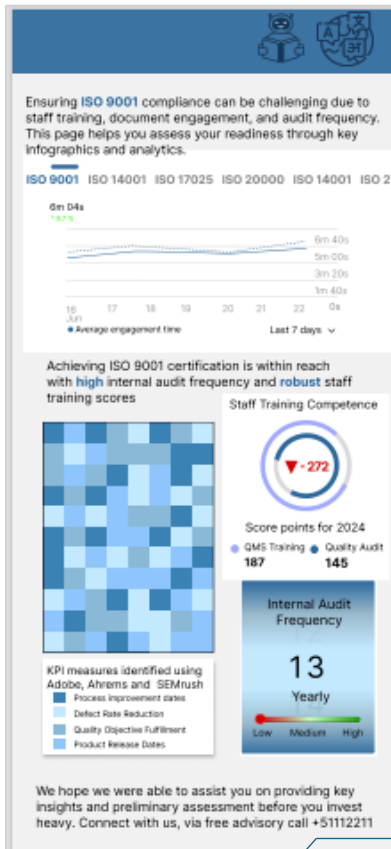 Ensuring ISO 9001 compliance can be challenging due to
staff training, document engagement, and audit frequency.
This page helps you assess your readiness through key
infographics and analytics.
ISO 9001 ISO 14001 ISO 17025 ISO 20000 ISO 14001 ISO 2
6m 04s
6m 40s
5m 00s
3m 20s
1m 40s
0s
16 17 18 19 20 21 22
Jun
Average engagement time
Last 7 days
Achieving ISO 9001 certification is within reach
with high internal audit frequency and robust staff
training scores
Staff Training Competence
- 272
Score points for 2024
QMS Training Quality Audit
187 145
Internal Audit
Frequency
13
Yearly
Low Medium High
KPI measures identified using
Adobe, Ahrems and SEMrush
Process improvement dates
Defect Rate Reduction
Quality Objective Fulfillment
Product Release Dates
We hope we were able to assist you on providing key
insights and preliminary assessment before you invest
heavy. Connect with us, via free advisory call +51112211